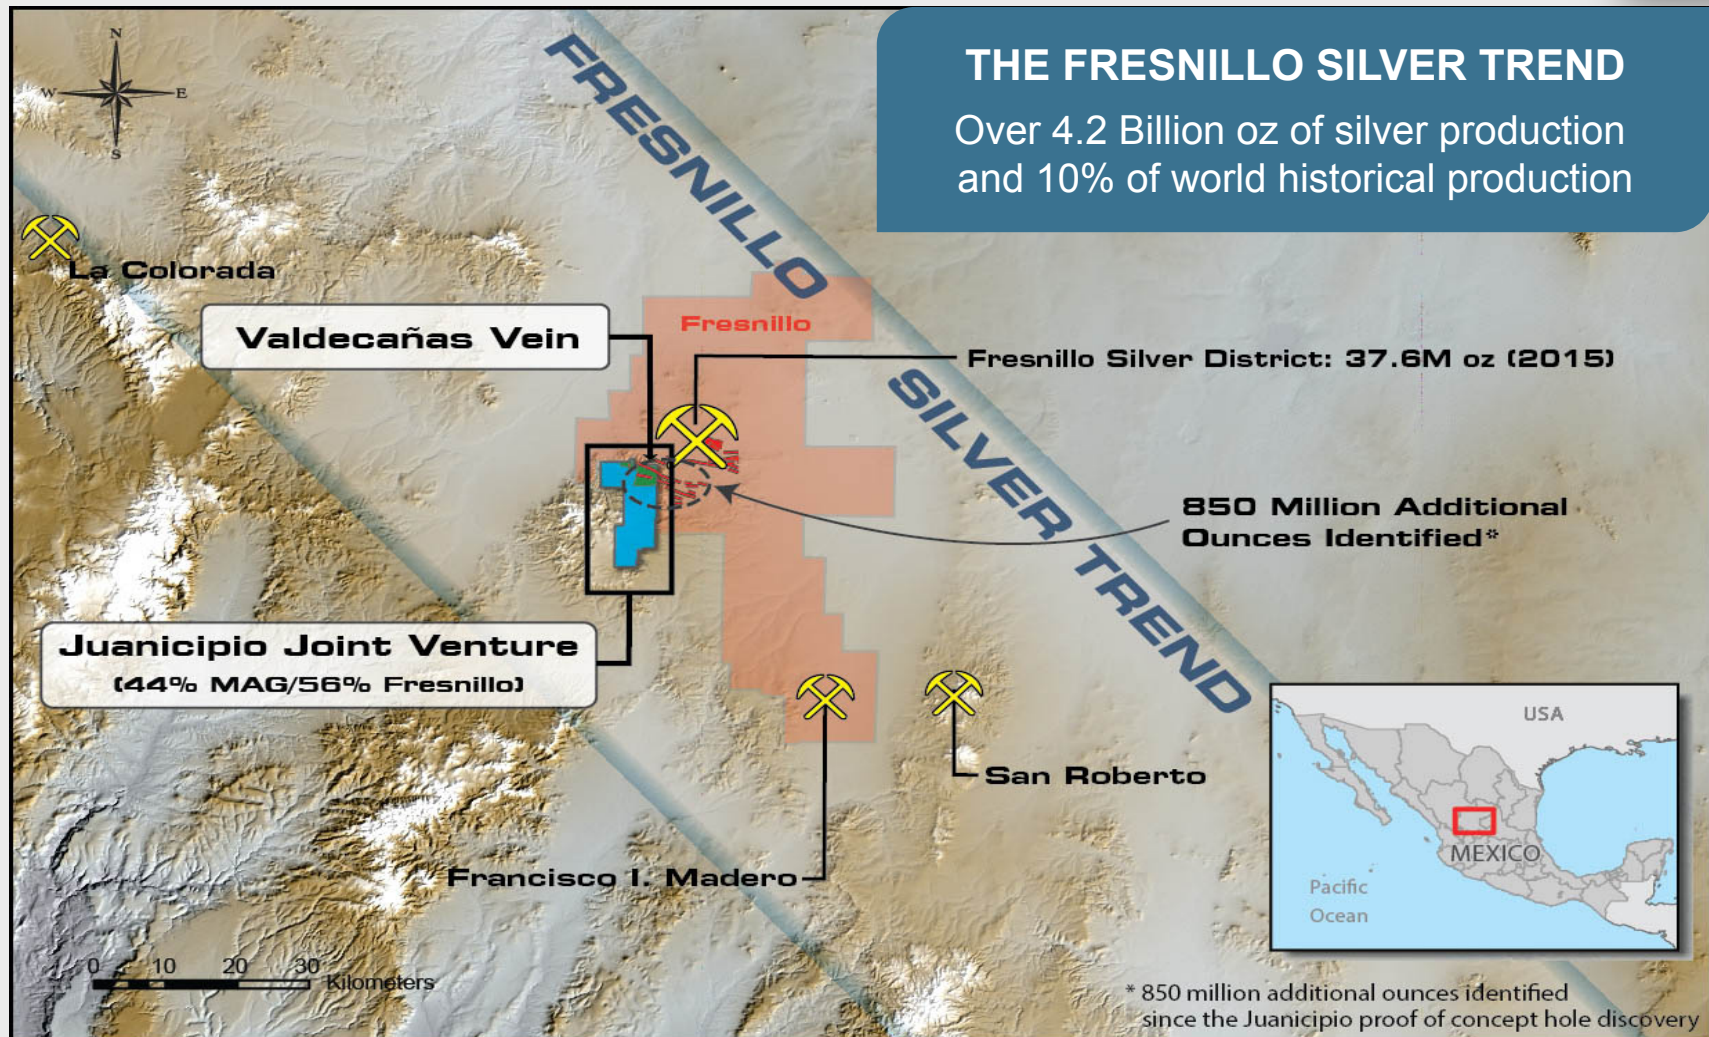 THE FRESNILLO SILVER TREND
Over 4.2 Billion oz of silver production
and 10% of world historical production
N
W
E
S
FRESNILLO
SILVER TREND
La Colorada
Valdecañas Vein
Fresnillo
Fresnillo Silver District: 37.6M oz (2015)
850 Million Additional
Ounces Identified*
Juanicipio Joint Venture
(44% MAG/56% Fresnillo)
San Roberto
Francisco I. Madero
USA
MEXICO
Pacific
Ocean
0 10 20 30
Kilometers
* 850 million additional ounces identified
since the Juanicipio proof of concept hole discovery